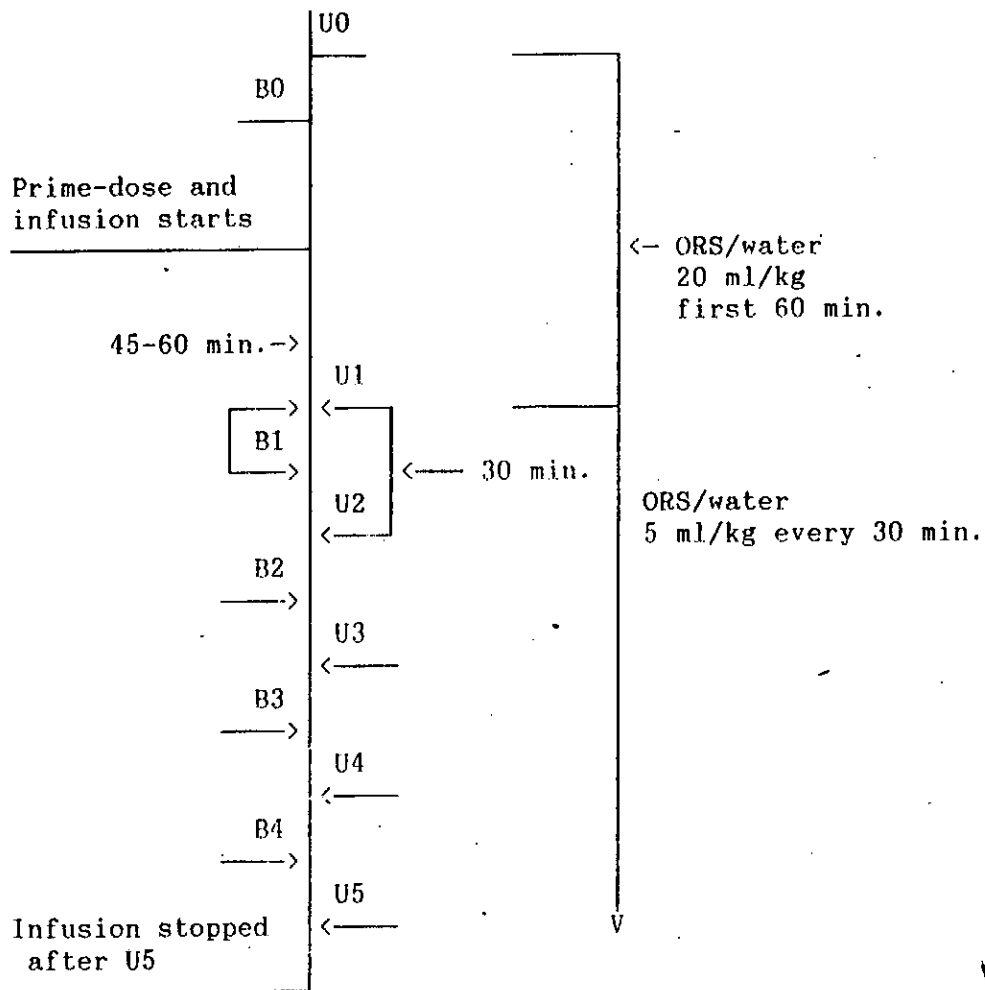 U0
B0
Prime-dose and
infusion starts
<- ORS/water
20 ml/kg
first 60 min.
45-60 min.->
U1
B1
30 min.
U2
ORS/water
5 ml/kg every 30 min.
B2
U3
B3
U4
B4
U5
Infusion stopped
after U5
V